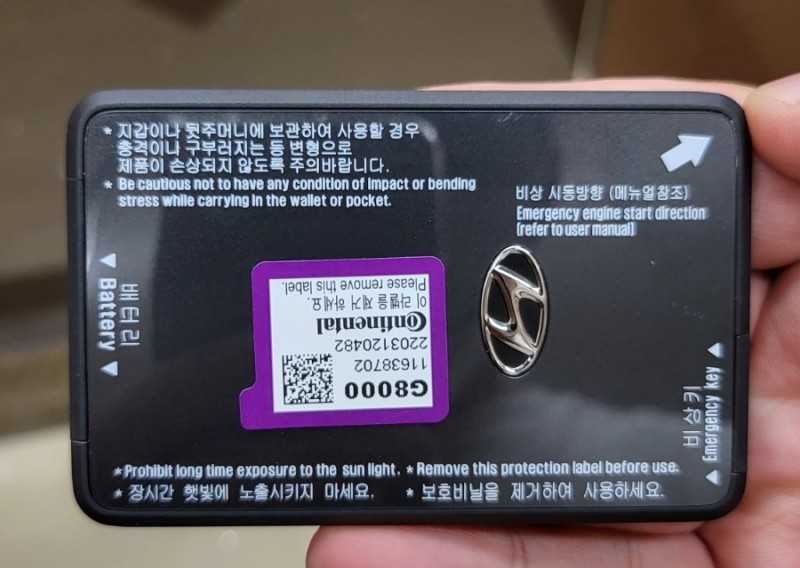 * 지갑이나 뒷주머니에 보관하여 사용할 경우
충격이나 구부러지는 등 변형으로
제품이 손상되지 않도록 주의바랍니다.
* Be cautious not to have any condition of impact or bending
stress while carrying in the wallet or pocket.
비상 시동방향 (메뉴얼참조)
Emergency engine start direction
(refer to user manual)
◀ Battery ▶
배터리
G8000
11638702
2203120482
Continental
이 라벨을 제거 하세요.
Please remove this label.
비상키
◀ Emergency key ▶
*Prohibit long time exposure to the sun light. *Remove this protection label before use.
* 장시간 햇빛에 노출시키지 마세요. * 보호비닐을 제거하여 사용하세요.